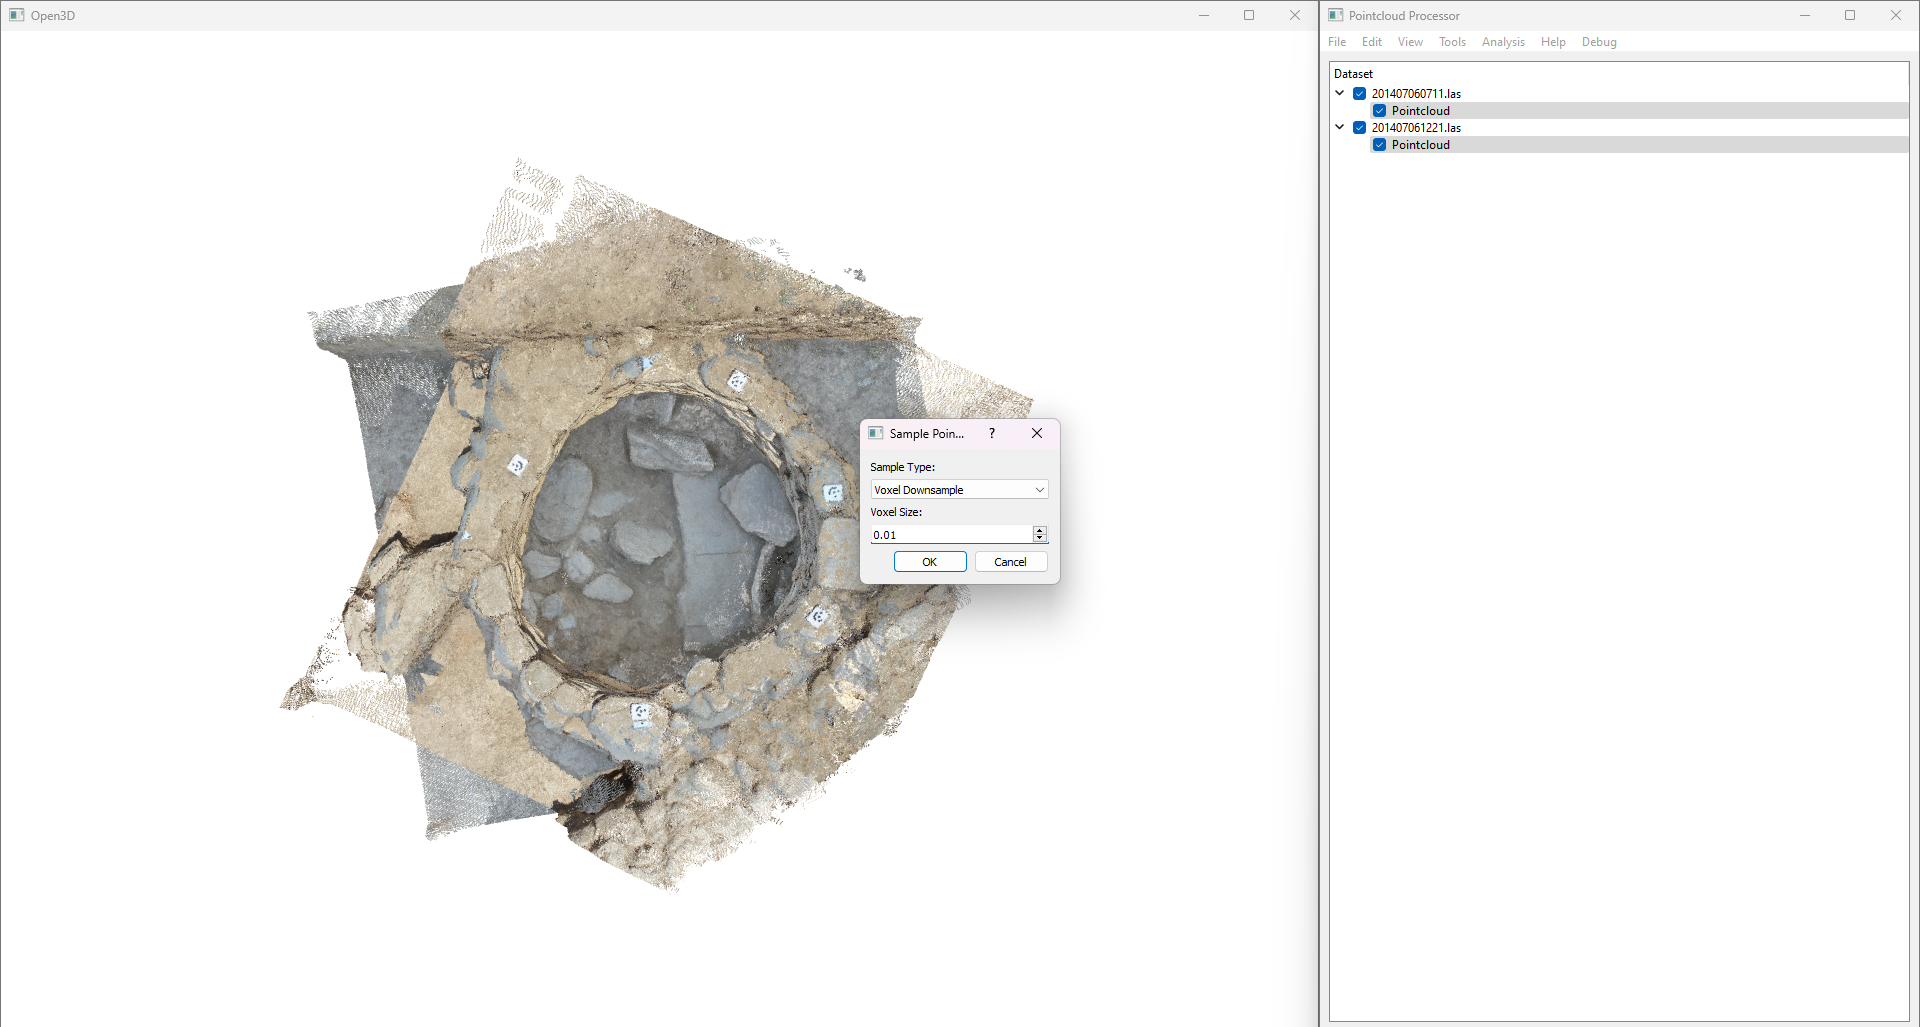 Open3D
Pointcloud Processor
File Edit View Tools Analysis Help Debug
Dataset
201407060711.las
Pointcloud
201407061221.las
Pointcloud
Sample Poin... ?
Sample Type:
Voxel Downsample
Voxel Size:
0.01
OK Cancel